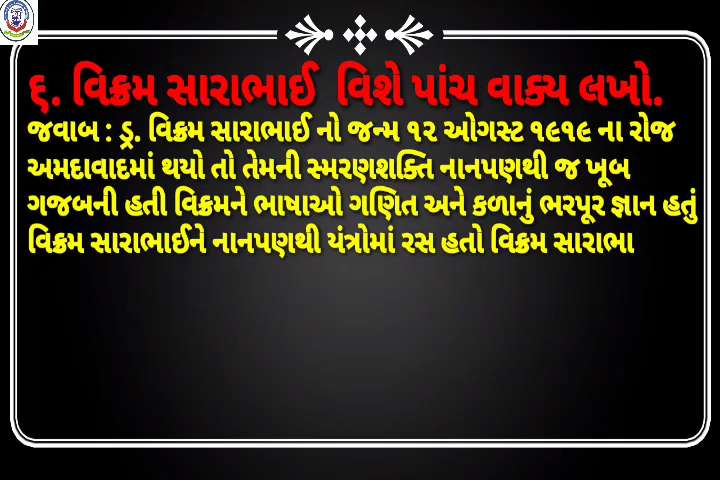 ૬. વિક્રમ સારાભાઈ વિશે પાંચ વાક્ય લખો.
જવાબ : ડ્ર. વિક્રમ સારાભાઈ નો જન્મ ૧૨ ઓગસ્ટ ૧૯૧૯ ના રોજ
અમદાવાદમાં થયો તો તેમની સ્મરણશક્તિ નાનપણથી જ ખૂબ
ગજબની હતી વિક્રમને ભાષાઓ ગણિત અને કળાનું ભરપૂર જ્ઞાન હતું
વિક્રમ સારાભાઈને નાનપણથી યંત્રોમાં રસ હતો વિક્રમ સારાભા